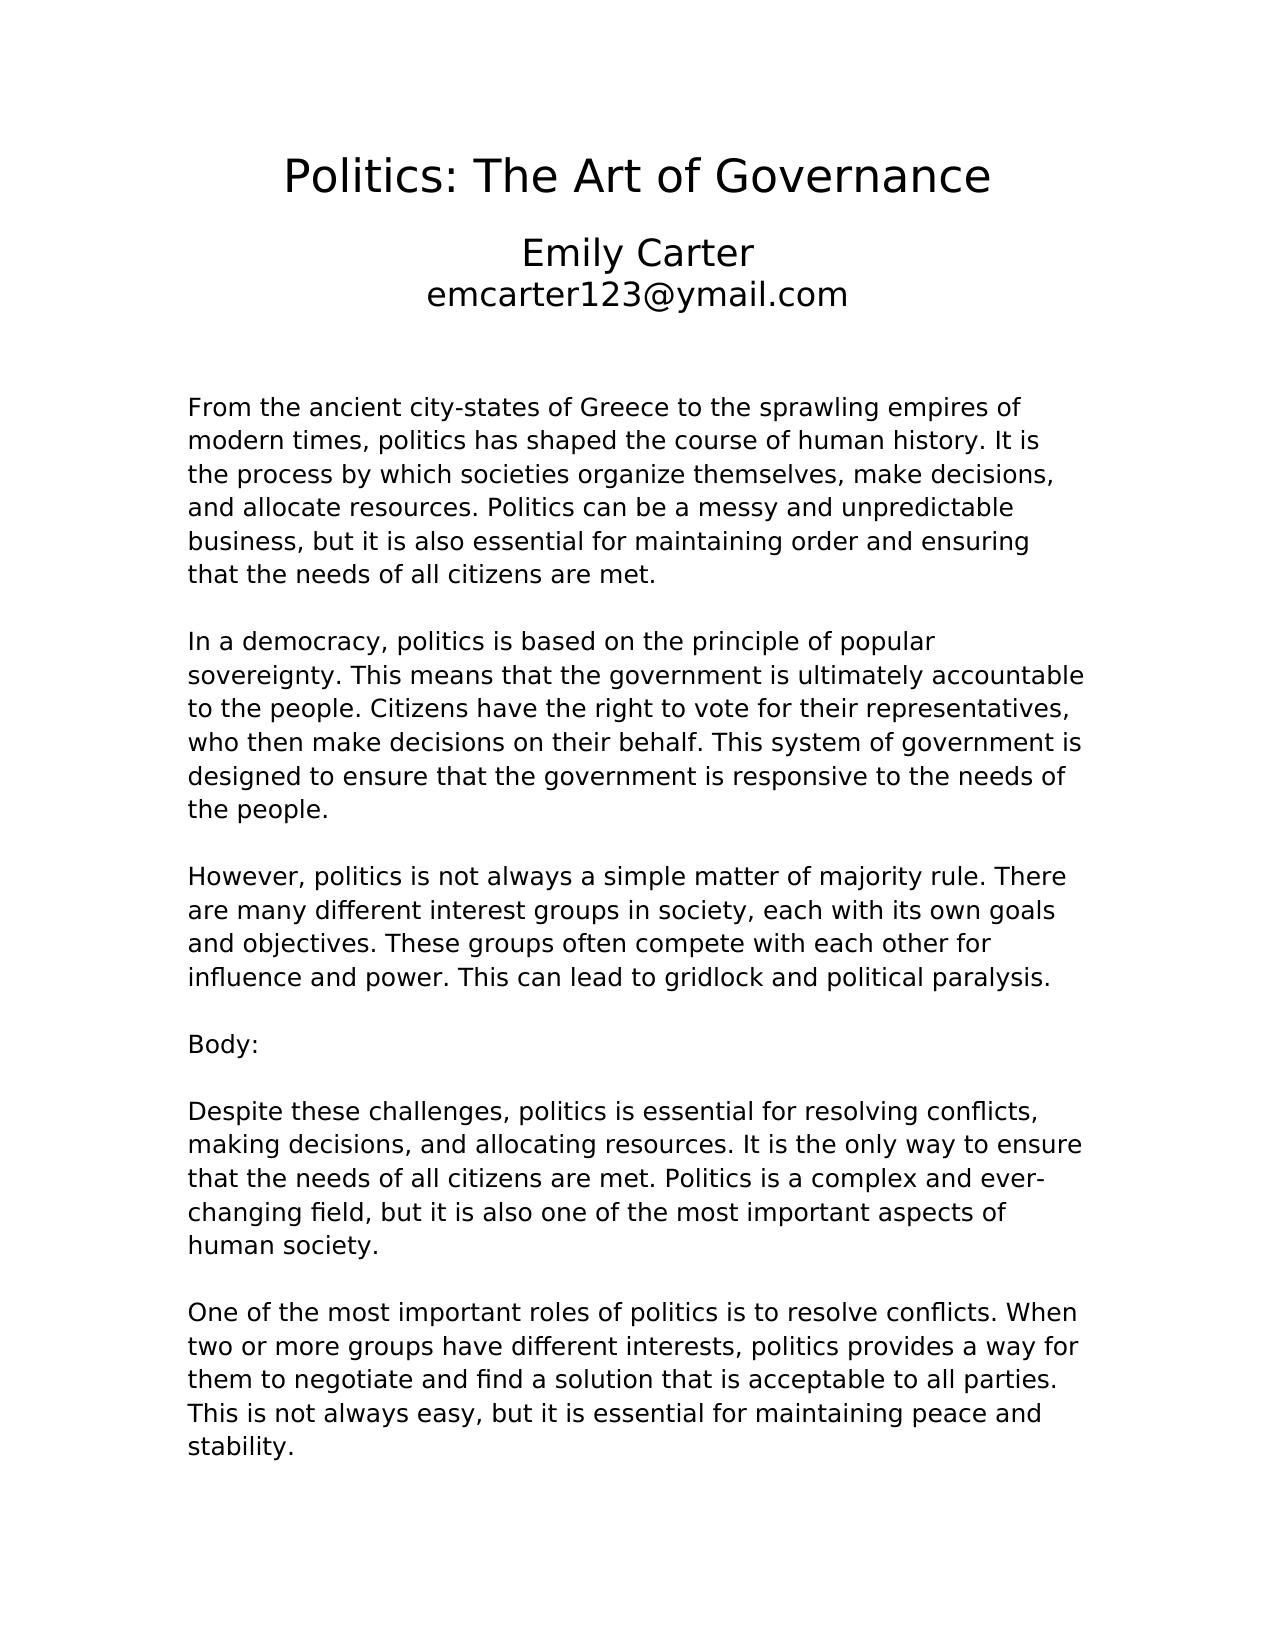 Politics: The Art of Governance
Emily Carter
emcarter123@ymail.com
From the ancient city-states of Greece to the sprawling empires of
modern times, politics has shaped the course of human history. It is
the process by which societies organize themselves, make decisions,
and allocate resources. Politics can be a messy and unpredictable
business, but it is also essential for maintaining order and ensuring
that the needs of all citizens are met.
In a democracy, politics is based on the principle of popular
sovereignty. This means that the government is ultimately accountable
to the people. Citizens have the right to vote for their representatives,
who then make decisions on their behalf. This system of government is
designed to ensure that the government is responsive to the needs of
the people.
However, politics is not always a simple matter of majority rule. There
are many different interest groups in society, each with its own goals
and objectives. These groups often compete with each other for
influence and power. This can lead to gridlock and political paralysis.
Body:
Despite these challenges, politics is essential for resolving conflicts,
making decisions, and allocating resources. It is the only way to ensure
that the needs of all citizens are met. Politics is a complex and ever-
changing field, but it is also one of the most important aspects of
human society.
One of the most important roles of politics is to resolve conflicts. When
two or more groups have different interests, politics provides a way for
them to negotiate and find a solution that is acceptable to all parties.
This is not always easy, but it is essential for maintaining peace and
stability.